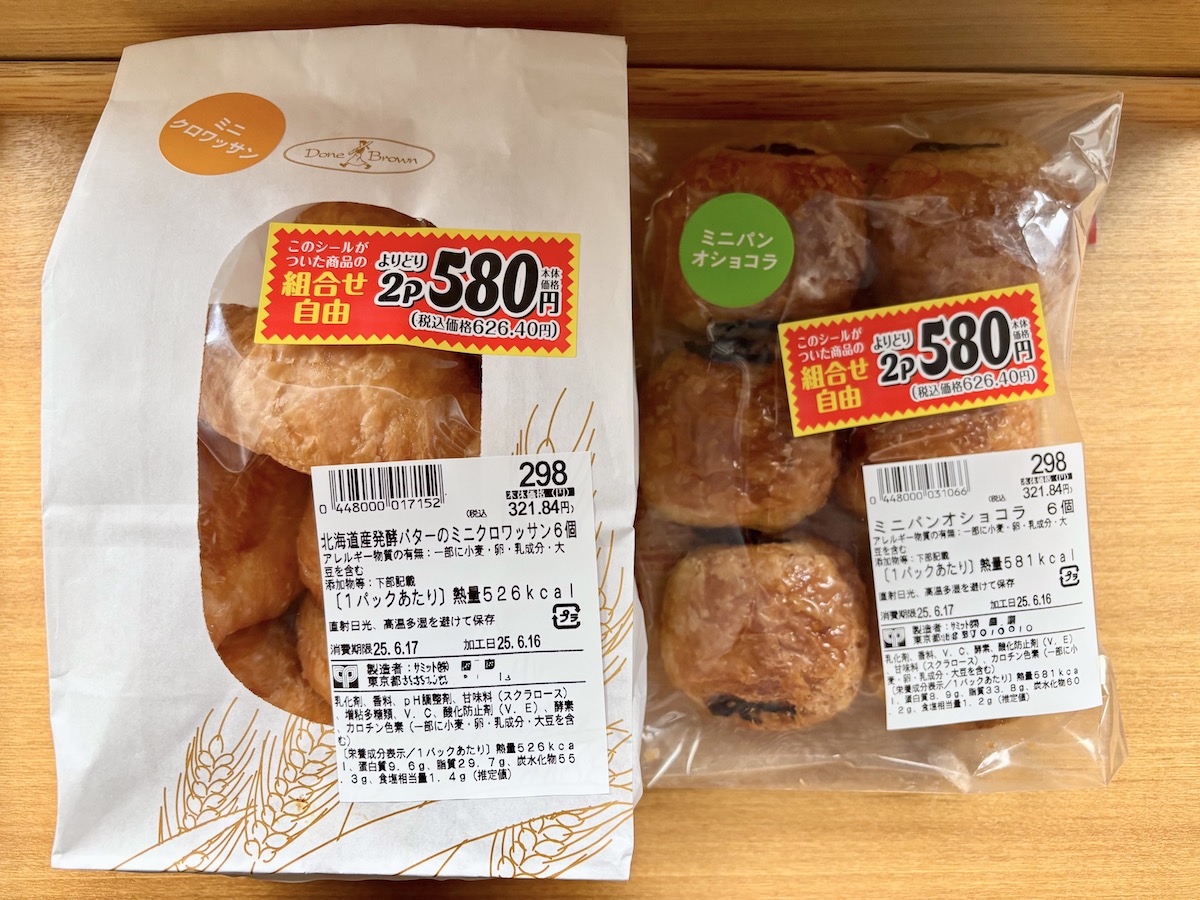 ミニ
クロワッサン
Done Brown
このシールが
ついた商品の
組合せ
自由
よりどり
2P580円
本体
価格
(税込価格626.40円)
298
本体価格(円)
0 448000 017152
(税込
321.84円)
北海道産発酵バターのミニクロワッサン6個
アレルギー物質の有無:一部に小麦・卵・乳成分・大
豆を含む
添加物等:下部記載
[1パックあたり]熱量526kcal
直射日光、高温多湿を避けて保存
プラ
消費期限25.6.17 加工日25.6.16
製造者:サミット㈱
東京都
乳化剤、香料、pH調整剤、甘味料(スクラロース)
、増粘多糖類、V.C、酸化防止剤(V.E)、酵素
、カロチン色素(一部に小麦・卵・乳成分・大豆を含
む)
[栄養成分表示/1パックあたり]熱量526kca
l、蛋白質9.6g、脂質29.7g、炭水化物55
.3g、食塩相当量1.4g(推定値)
ミニパン
オショコラ
このシールが
ついた商品の
組合せ
自由
よりどり
2P580円
本体
価格
(税込価格626.40円)
298
本体価格(円)
0 448000 031066
(税込
321.84円)
ミニパンオショコラ 6個
アレルギー物質の有無:一部に小麦・卵・乳成分・大
豆を含む
添加物等:下部記載
[1パックあたり]熱量581kcal
直射日光、高温多湿を避けて保存
プラ
消費期限25.6.17 加工日25.6.16
製造者:サミット㈱
東京都
乳化剤、香料、V.C、酵素、酸化防止剤(V.E)
、甘味料(スクラロース)、カロチン色素(一部に小
麦・卵・乳成分・大豆を含む)
[栄養成分表示/1パックあたり]熱量581kca
l、蛋白質8.9g、脂質33.8g、炭水化物60
.2g、食塩相当量1.2g(推定値)